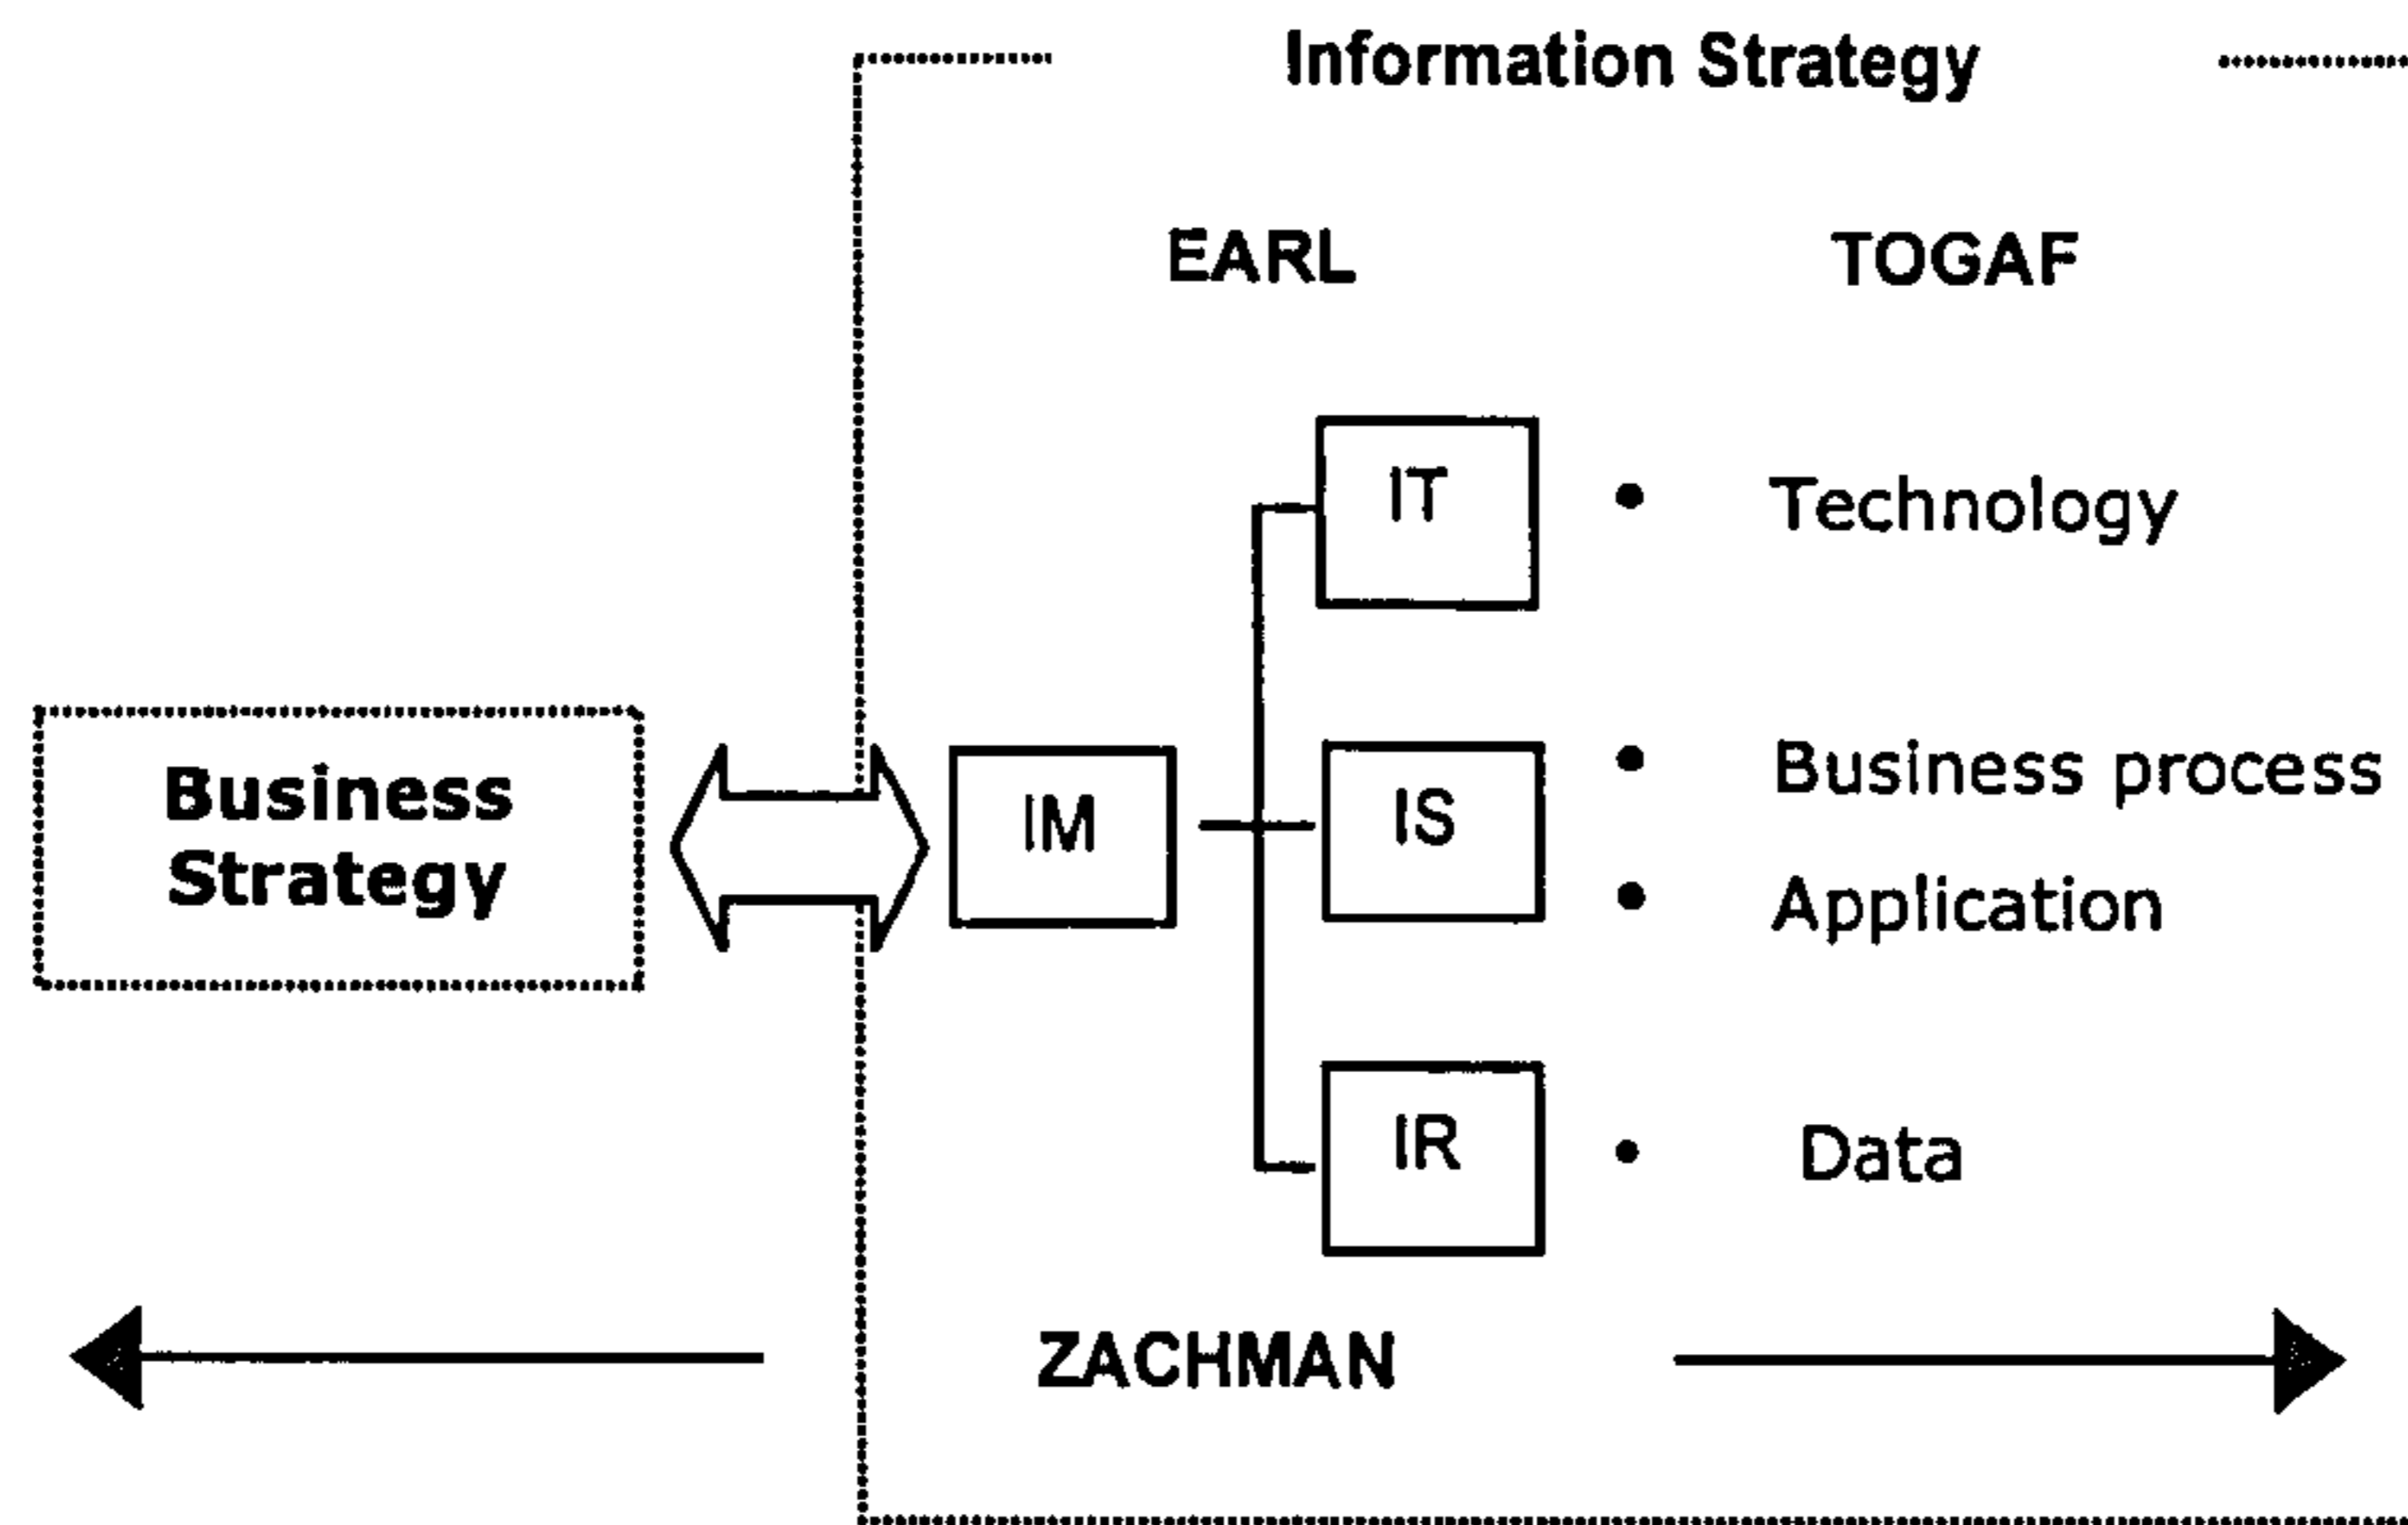 Information Strategy
EARL
TOGAF
IT
• Technology
Business
Strategy
IM
IS
• Business process
• Application
IR
• Data
ZACHMAN